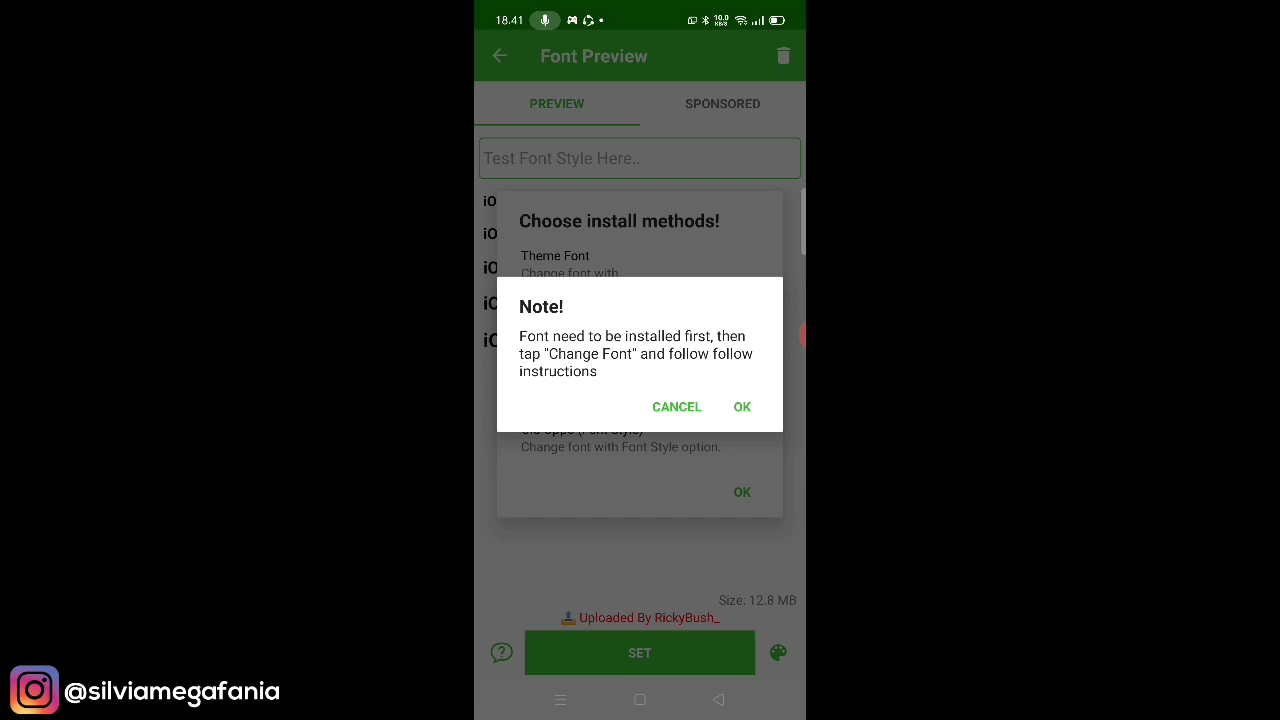 18.41
10.0
KB/S
Font Preview
PREVIEW
SPONSORED
Test Font Style Here..
iO
iO
iO
iO
iO
Choose install methods!
Theme Font
Change font with
Note!
Font need to be installed first, then
tap "Change Font" and follow follow
instructions
CANCEL
OK
Old Oppo (Font Style)
Change font with Font Style option.
OK
Size: 12.8 MB
Uploaded By RickyBush_
SET
@silviamegafania